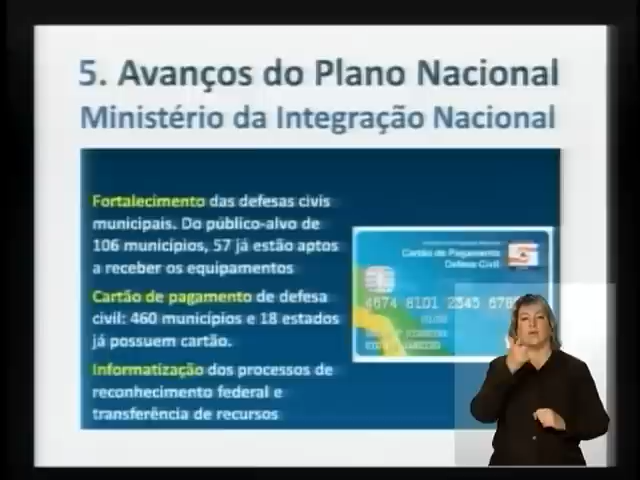 5. Avanços do Plano Nacional
Ministério da Integração Nacional
Fortalecimento das defesas civis
municipais. Do público-alvo de
106 municípios, 57 já estão aptos
a receber os equipamentos
Cartão de pagamento de defesa
civil: 460 municípios e 18 estados
já possuem cartão.
Informatização dos processos de
reconhecimento federal e
transferência de recursos
Cartão de Pagamento
Defesa Civil
4674 8101 2345